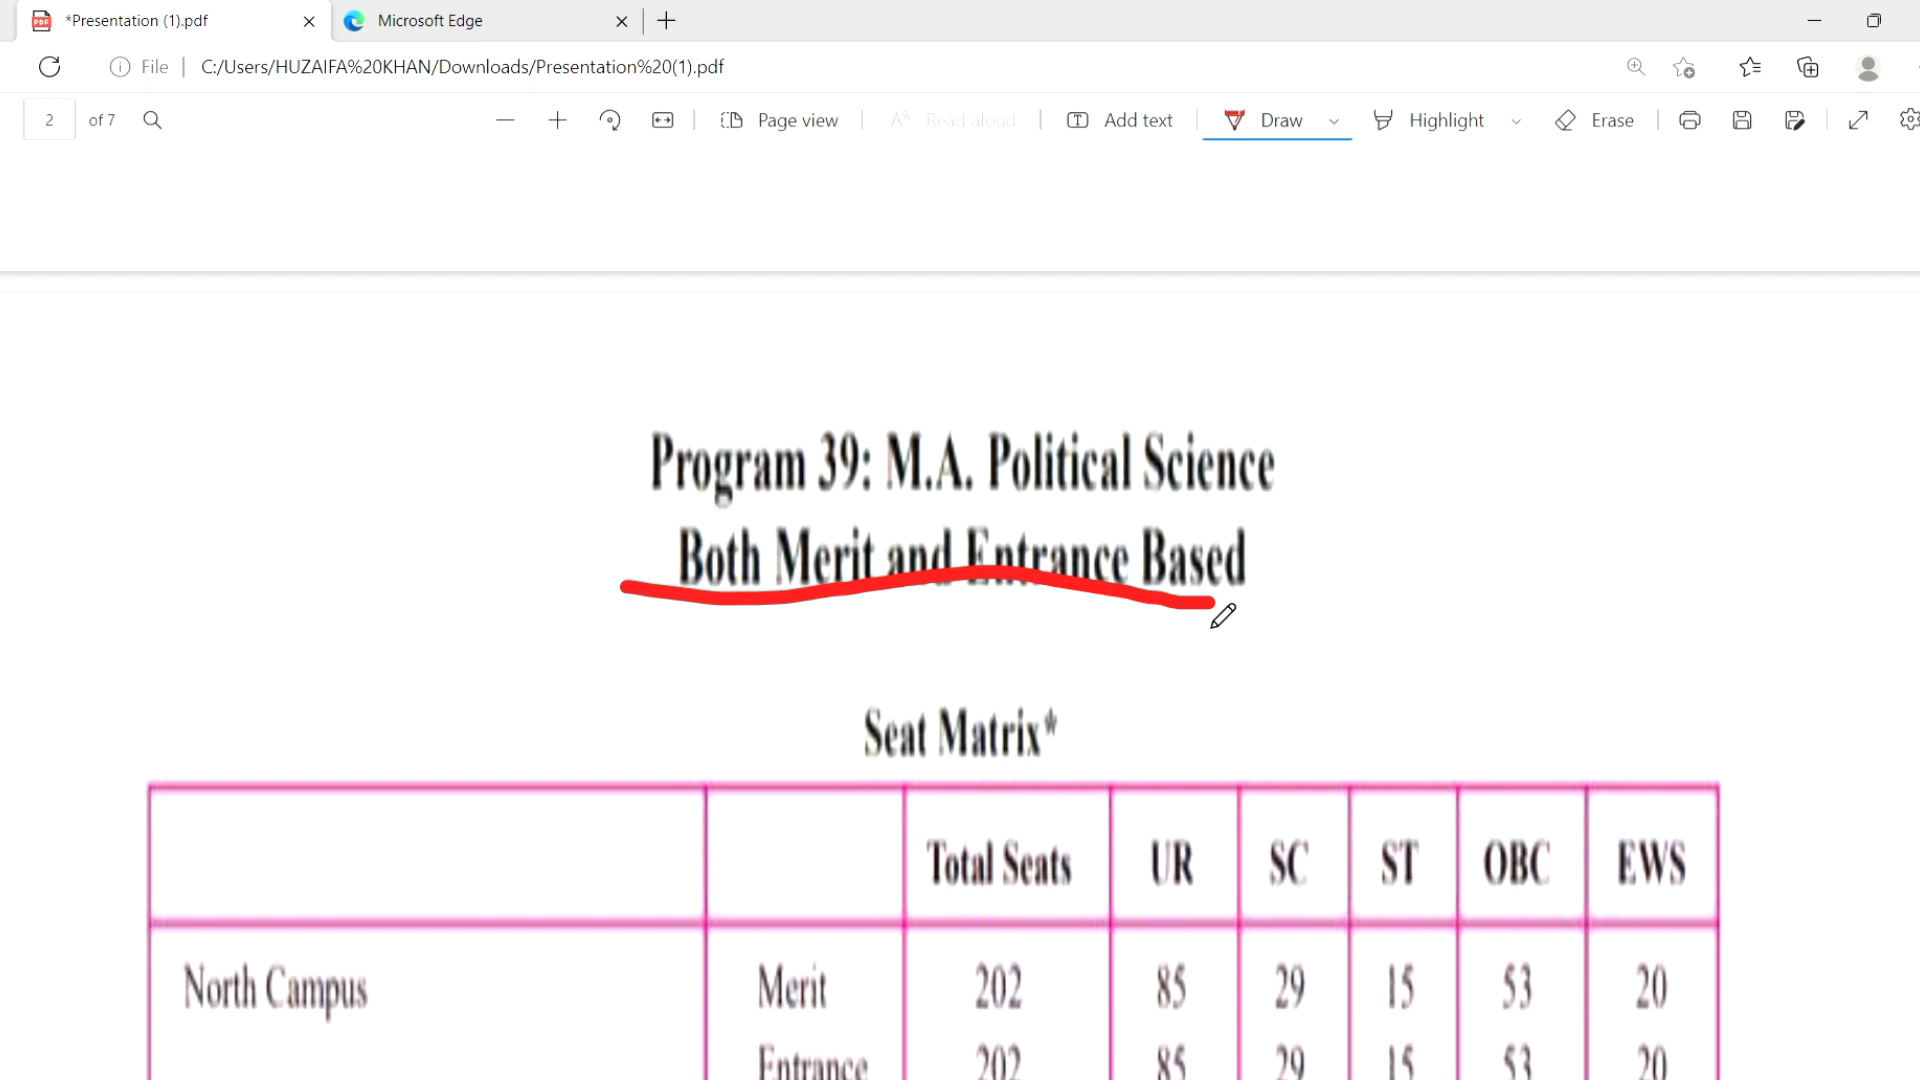 *Presentation (1).pdf
Microsoft Edge
File
C:/Users/HUZAIFA%20KHAN/Downloads/Presentation%20(1).pdf
2 of 7
Page view
Read aloud
Add text
Draw
Highlight
Erase
Program 39: M.A. Political Science
Both Merit and Entrance Based
Seat Matrix*
Total Seats UR SC ST OBC EWS
North Campus Merit 202 85 29 15 53 20
Entrance 202 85 29 15 53 20